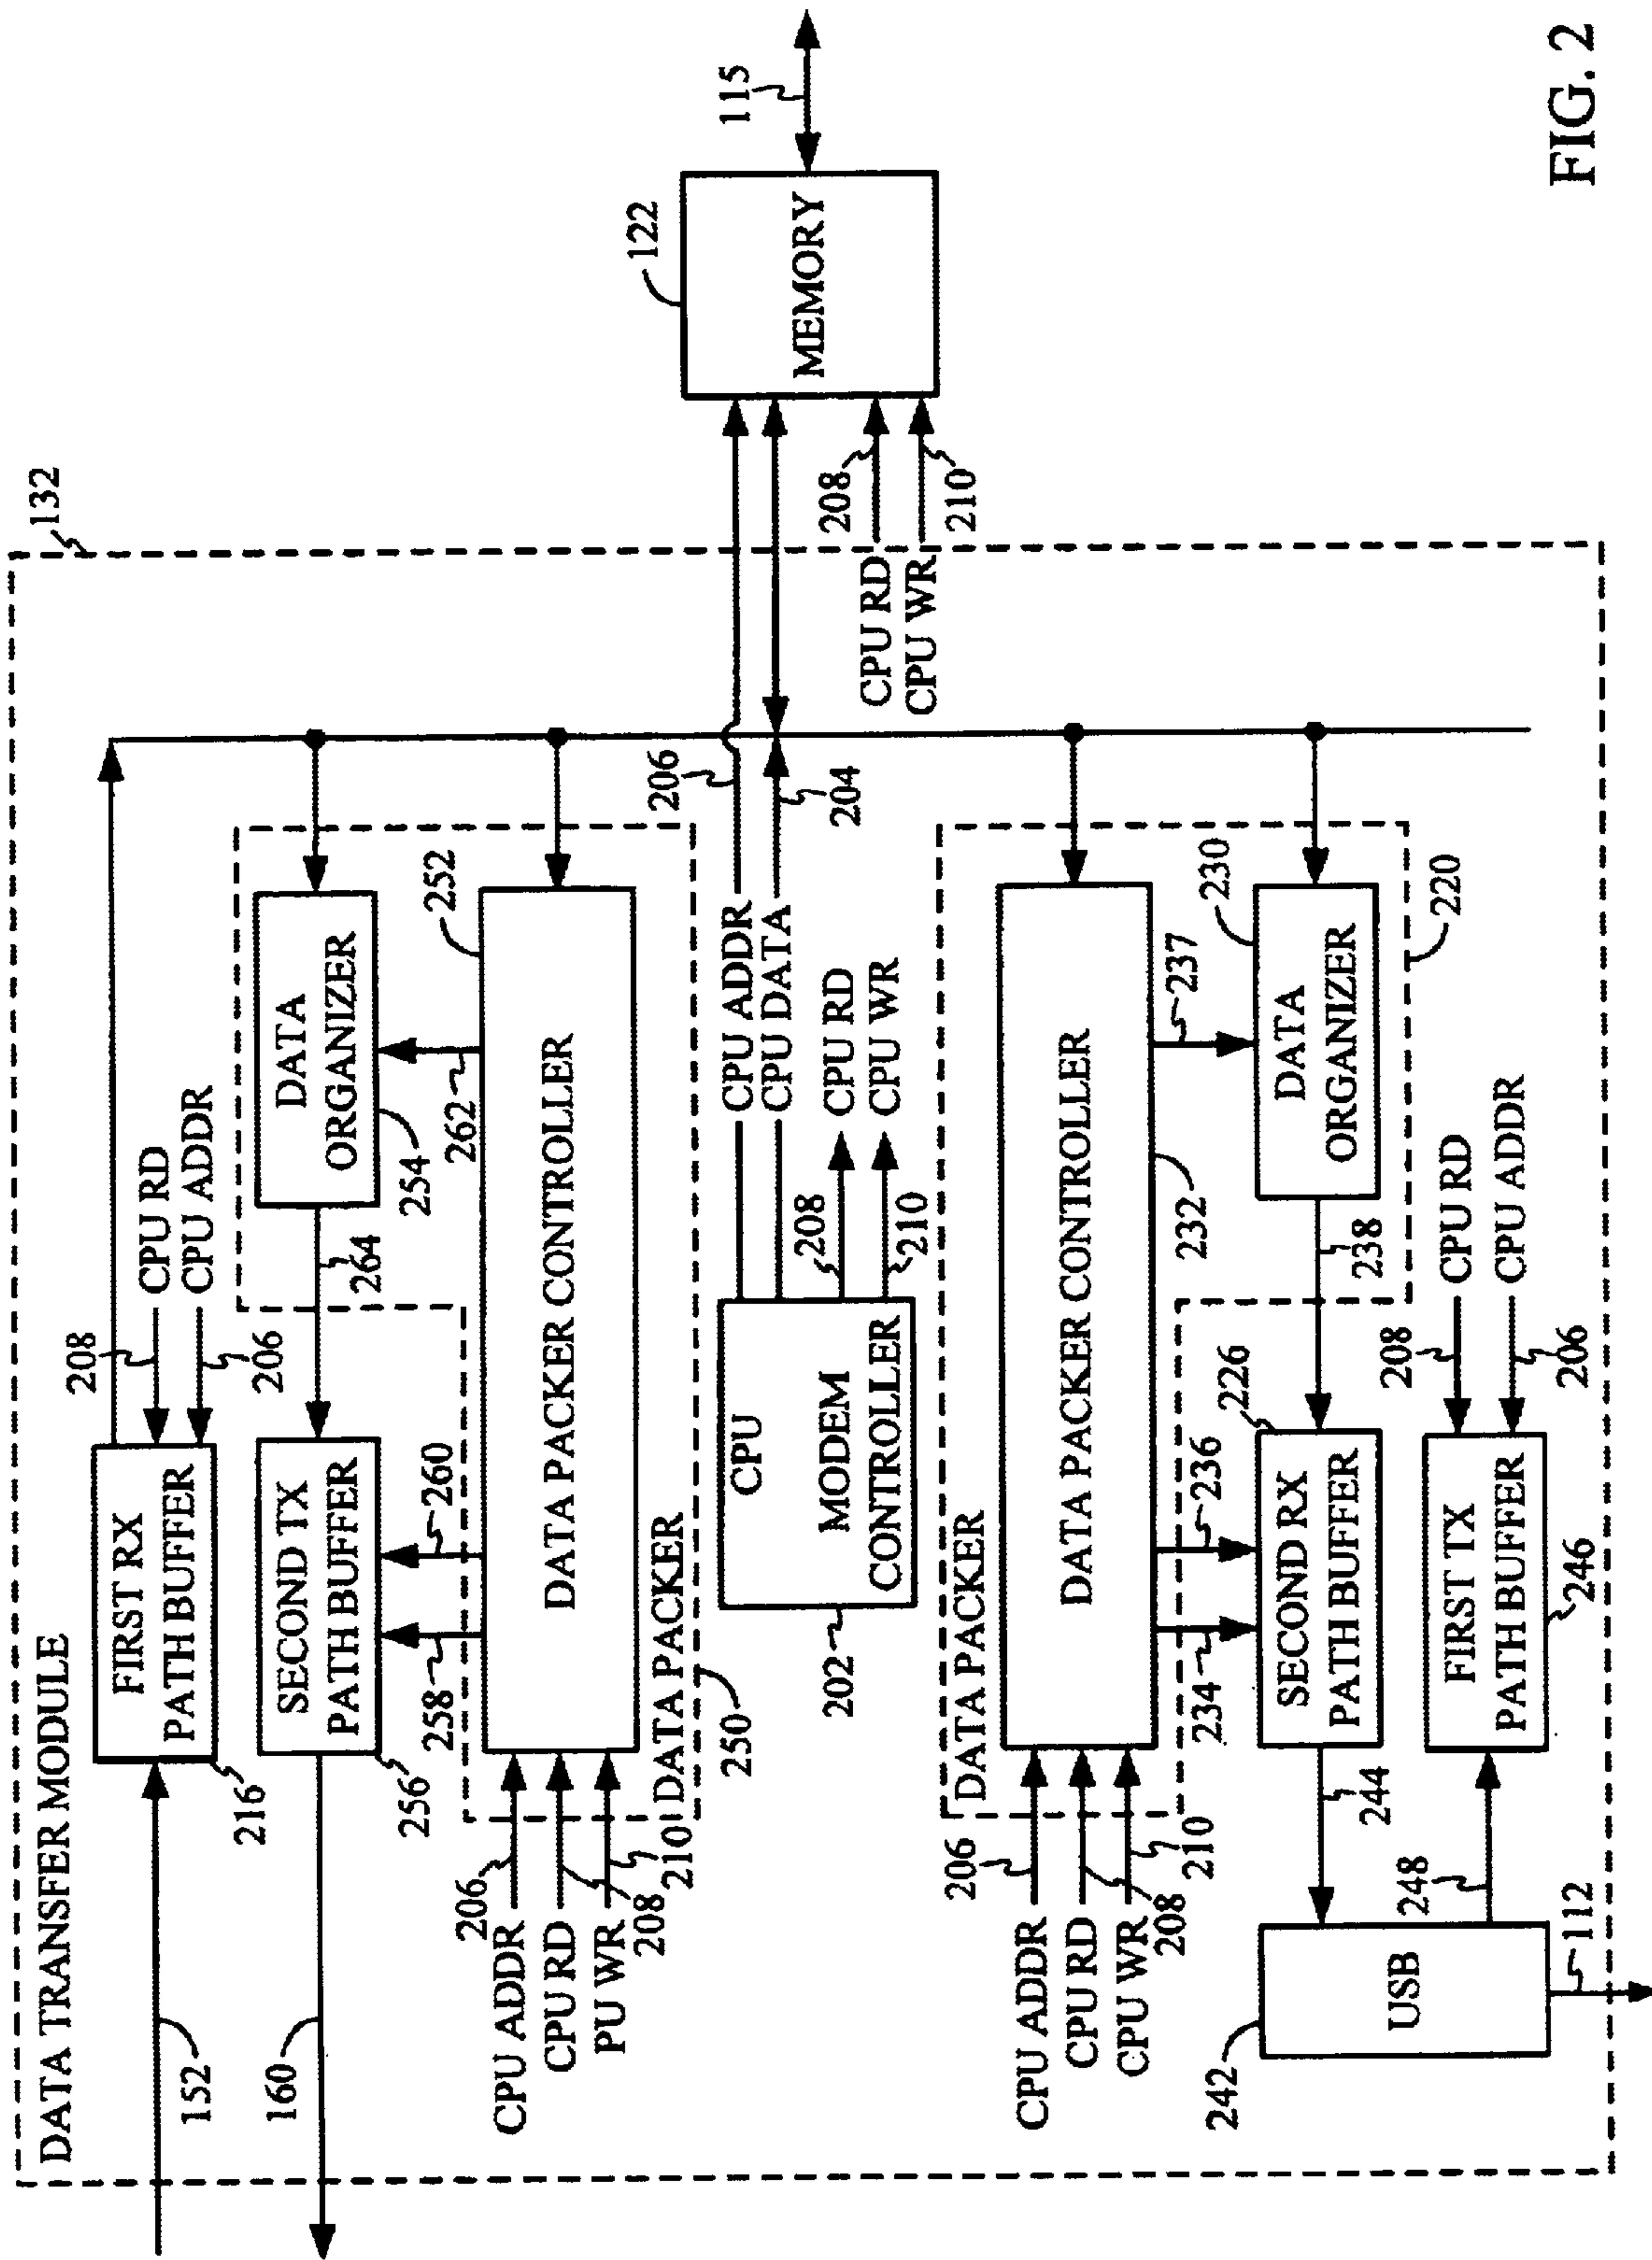 DATA TRANSFER MODULE
132
152
FIRST RX
PATH BUFFER
216
208
CPU RD
CPU ADDR
206
160
SECOND TX
PATH BUFFER
256
264
DATA
ORGANIZER
254
258
260
262
252
CPU ADDR
206
CPU RD
PU WR
208
210
DATA PACKER CONTROLLER
DATA PACKER
250
CPU
MODEM
CONTROLLER
202
CPU ADDR
206
CPU DATA
204
208
CPU RD
CPU WR
210
122
MEMORY
115
208
CPU RD
CPU WR
210
DATA PACKER
206
CPU ADDR
CPU RD
CPU WR
208
210
DATA PACKER CONTROLLER
232
234
236
237
230
226
SECOND RX
PATH BUFFER
238
DATA
ORGANIZER
220
244
242
USB
112
248
FIRST TX
PATH BUFFER
246
208
CPU RD
CPU ADDR
206
FIG. 2